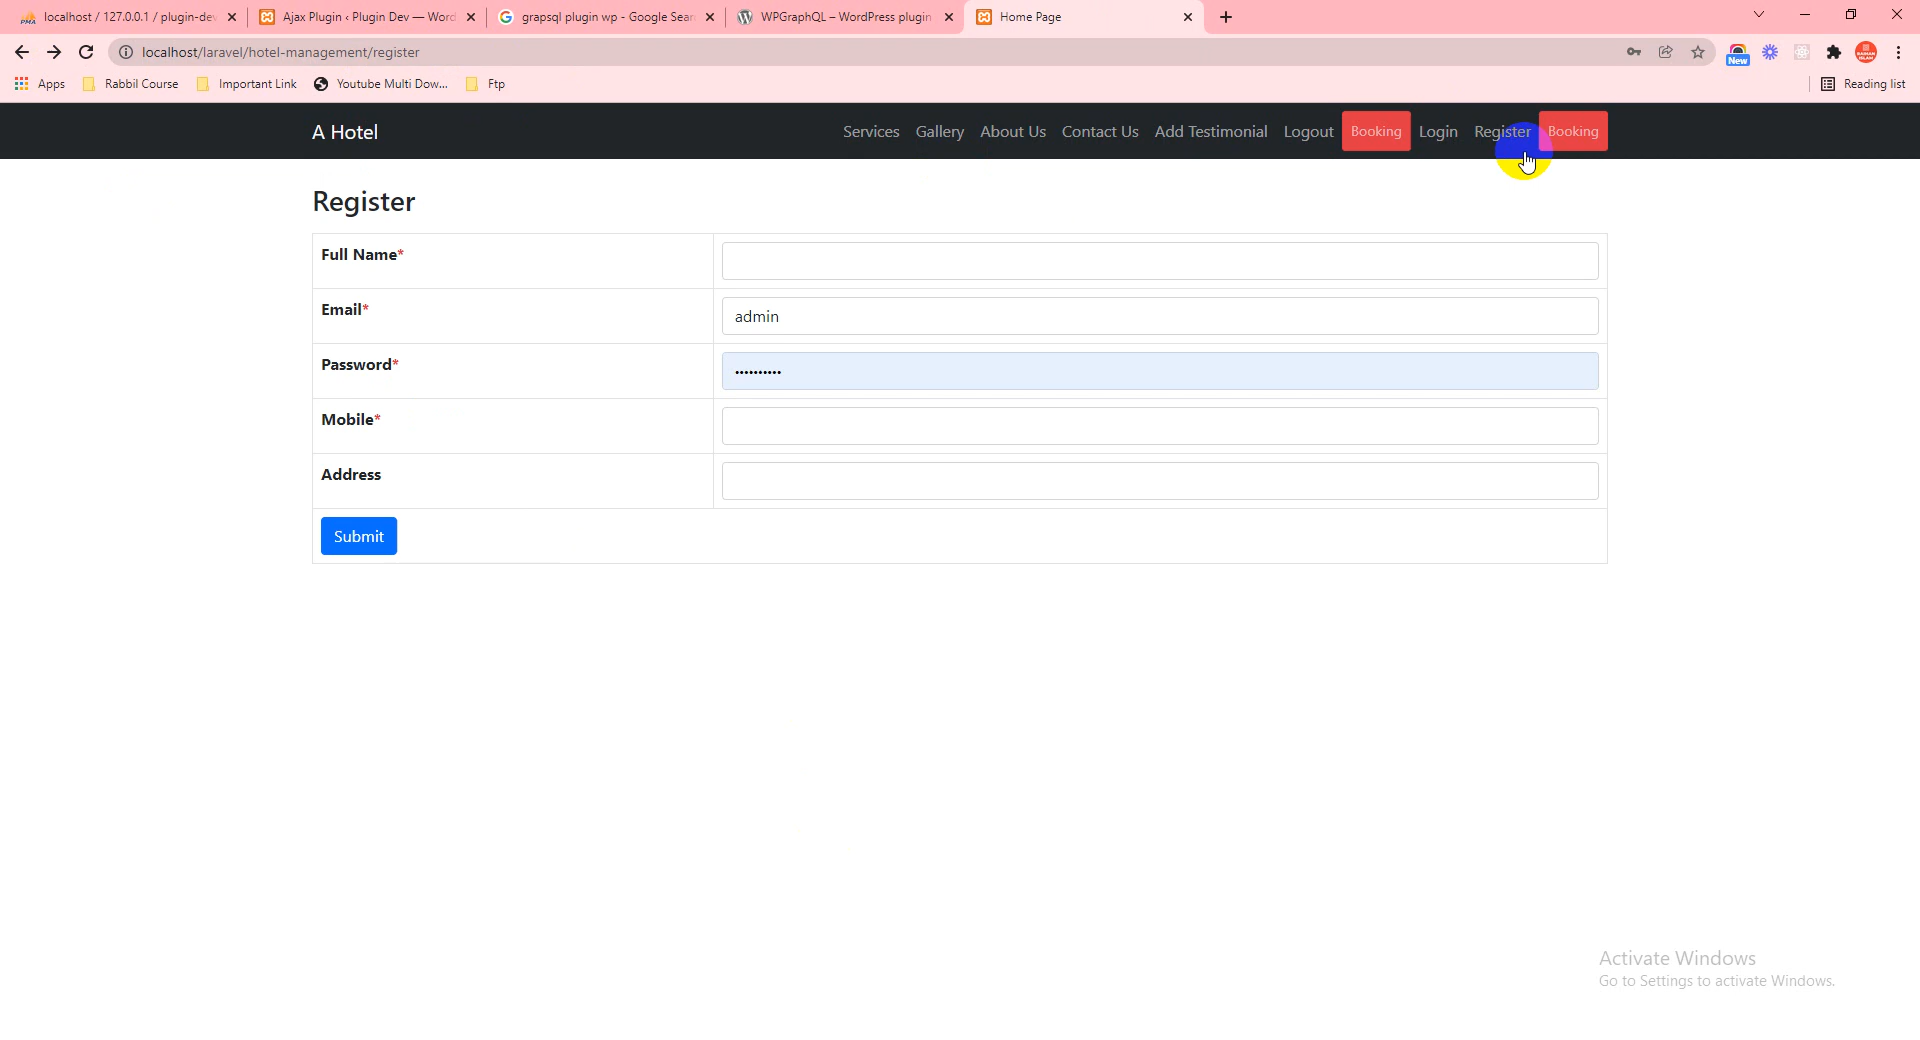 localhost / 127.0.0.1 / plugin-dev
Ajax Plugin ‹ Plugin Dev — Word
grapsql plugin wp - Google Sear
WPGraphQL – WordPress plugin
Home Page
localhost/laravel/hotel-management/register
New
Apps
Rabbil Course
Important Link
Youtube Multi Dow...
Ftp
Reading list
A Hotel
Services
Gallery
About Us
Contact Us
Add Testimonial
Logout
Booking
Login
Register
Booking
Register
Full Name*
Email*
admin
Password*
Mobile*
Address
Submit
Activate Windows
Go to Settings to activate Windows.